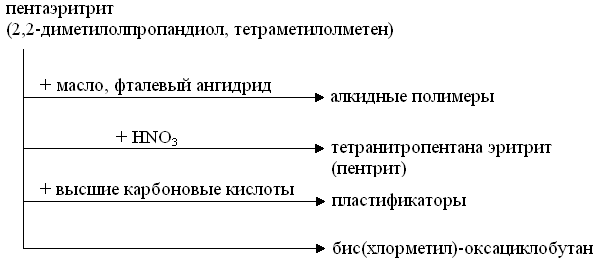 пентаэритрит
(2,2-диметилолпропандиол, тетраметилолметен)
+ масло, фталевый ангидрид
алкидные полимеры
+ HNO₃
тетранитропентана эритрит
(пентрит)
+ высшие карбоновые кислоты
пластификаторы
бис(хлорметил)-оксациклобутан